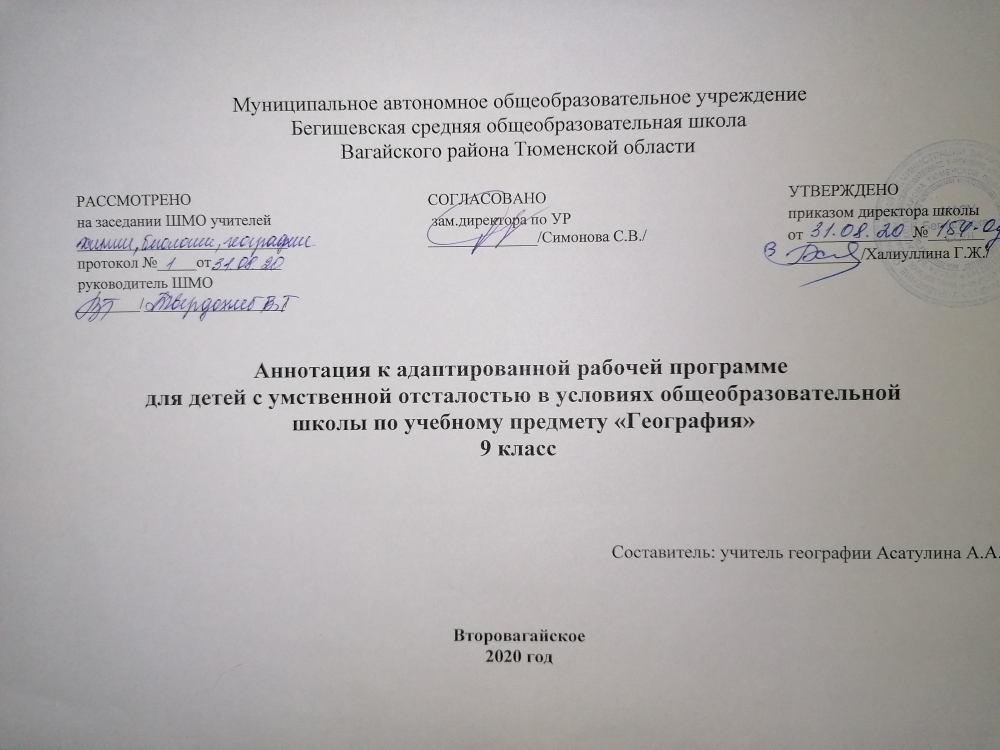 Муниципальное автономное общеобразовательное учреждение
Бегишевская средняя общеобразовательная школа
Вагайского района Тюменской области
РАССМОТРЕНО
на заседании ШМО учителей
химии, биологии, географии
протокол № 1 от 31.08.20
руководитель ШМО
/ Твердохлеб В.Г
СОГЛАСОВАНО
зам.директора по УР
/Симонова С.В./
УТВЕРЖДЕНО
приказом директора школы
от 31.08.20 № 154-од
/Халиуллина Г.Ж./
Аннотация к адаптированной рабочей программе
для детей с умственной отсталостью в условиях общеобразовательной
школы по учебному предмету «География»
9 класс
Составитель: учитель географии Асатулина А.А.
Второвагайское
2020 год